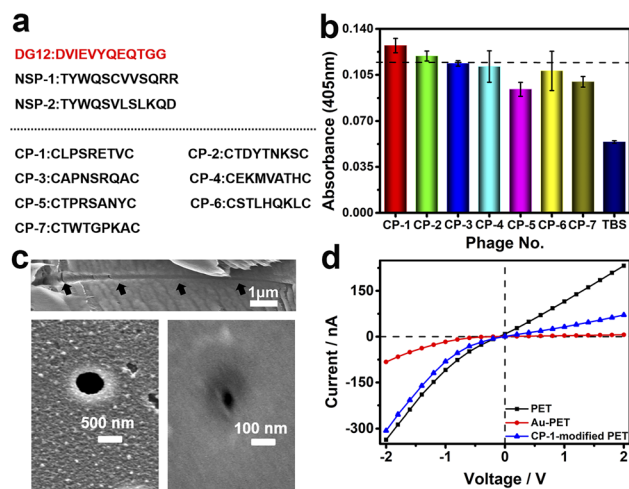 a
DG12:DVIEVYQEQTGG
NSP-1:TYWQSCVVSQRR
NSP-2:TYWQSVLSLKQD
CP-1:CLPSRETVC CP-2:CTDYTNKSC
CP-3:CAPNSRQAC CP-4:CEKMVATHC
CP-5:CTPRSANYC CP-6:CSTLHQKLC
CP-7:CTWTGPKAC
b
Absorbance (405nm)
0.140
0.105
0.070
0.035
0.000
CP-1 CP-2 CP-3 CP-4 CP-5 CP-6 CP-7 TBS
Phage No.
c
1μm
500 nm
100 nm
d
Current / nA
150
0
-150
-300
PET
Au-PET
CP-1-modified PET
-2 -1 0 1 2
Voltage / V